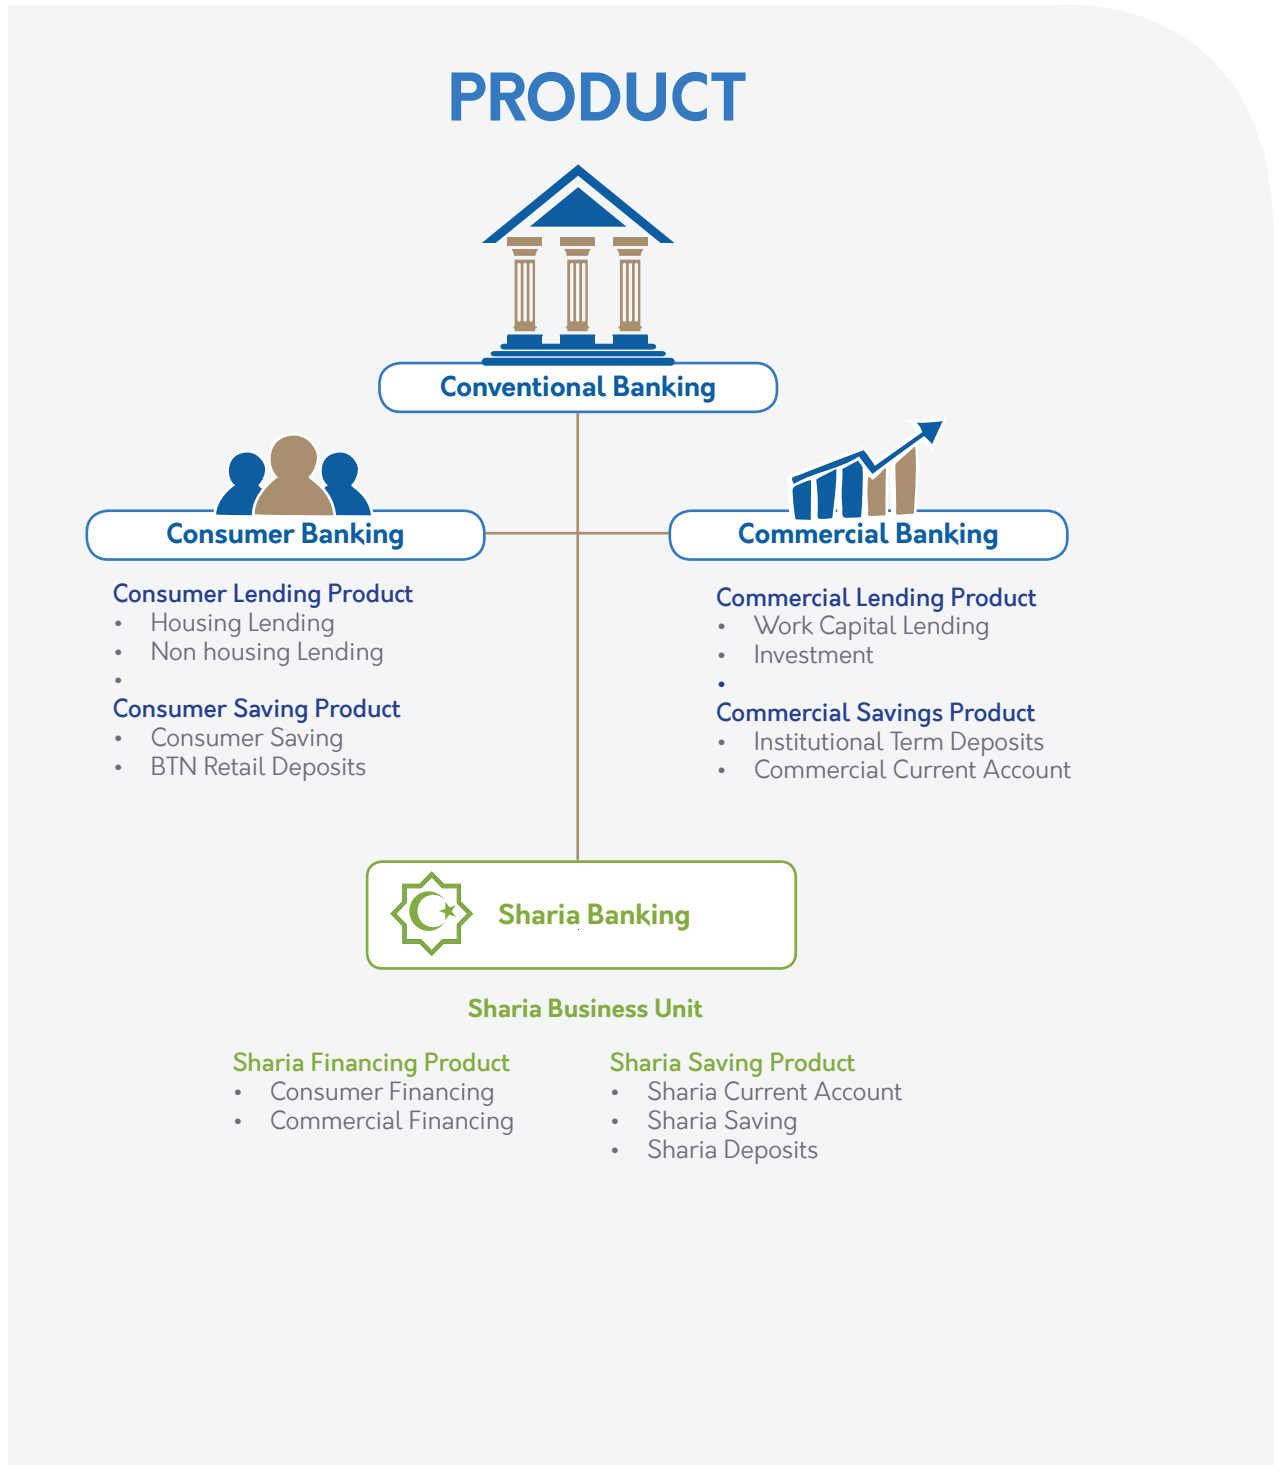 PRODUCT
Conventional Banking
Consumer Banking
Consumer Lending Product
• Housing Lending
• Non housing Lending
•
Consumer Saving Product
• Consumer Saving
• BTN Retail Deposits
Commercial Banking
Commercial Lending Product
• Work Capital Lending
• Investment
•
Commercial Savings Product
• Institutional Term Deposits
• Commercial Current Account
Sharia Banking
Sharia Business Unit
Sharia Financing Product
• Consumer Financing
• Commercial Financing
Sharia Saving Product
• Sharia Current Account
• Sharia Saving
• Sharia Deposits